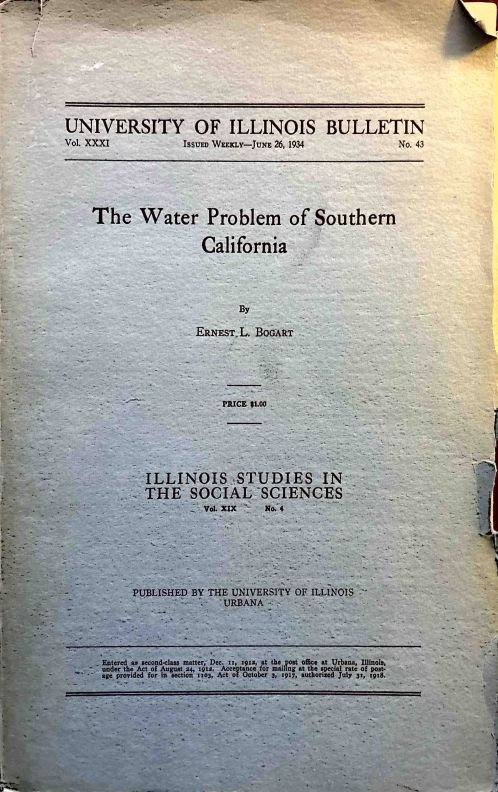 UNIVERSITY OF ILLINOIS BULLETIN
Vol. XXXI Issued Weekly—June 26, 1934 No. 43
The Water Problem of Southern
California
By
Ernest L. Bogart
PRICE $1.00
ILLINOIS STUDIES IN
THE SOCIAL SCIENCES
Vol. XIX No. 4
PUBLISHED BY THE UNIVERSITY OF ILLINOIS
URBANA
Entered as second-class matter, Dec. 11, 1912, at the post office at Urbana, Illinois,
under the Act of August 24, 1912. Acceptance for mailing at the special rate of post-
age provided for in section 1103, Act of October 3, 1917, authorized July 31, 1918.